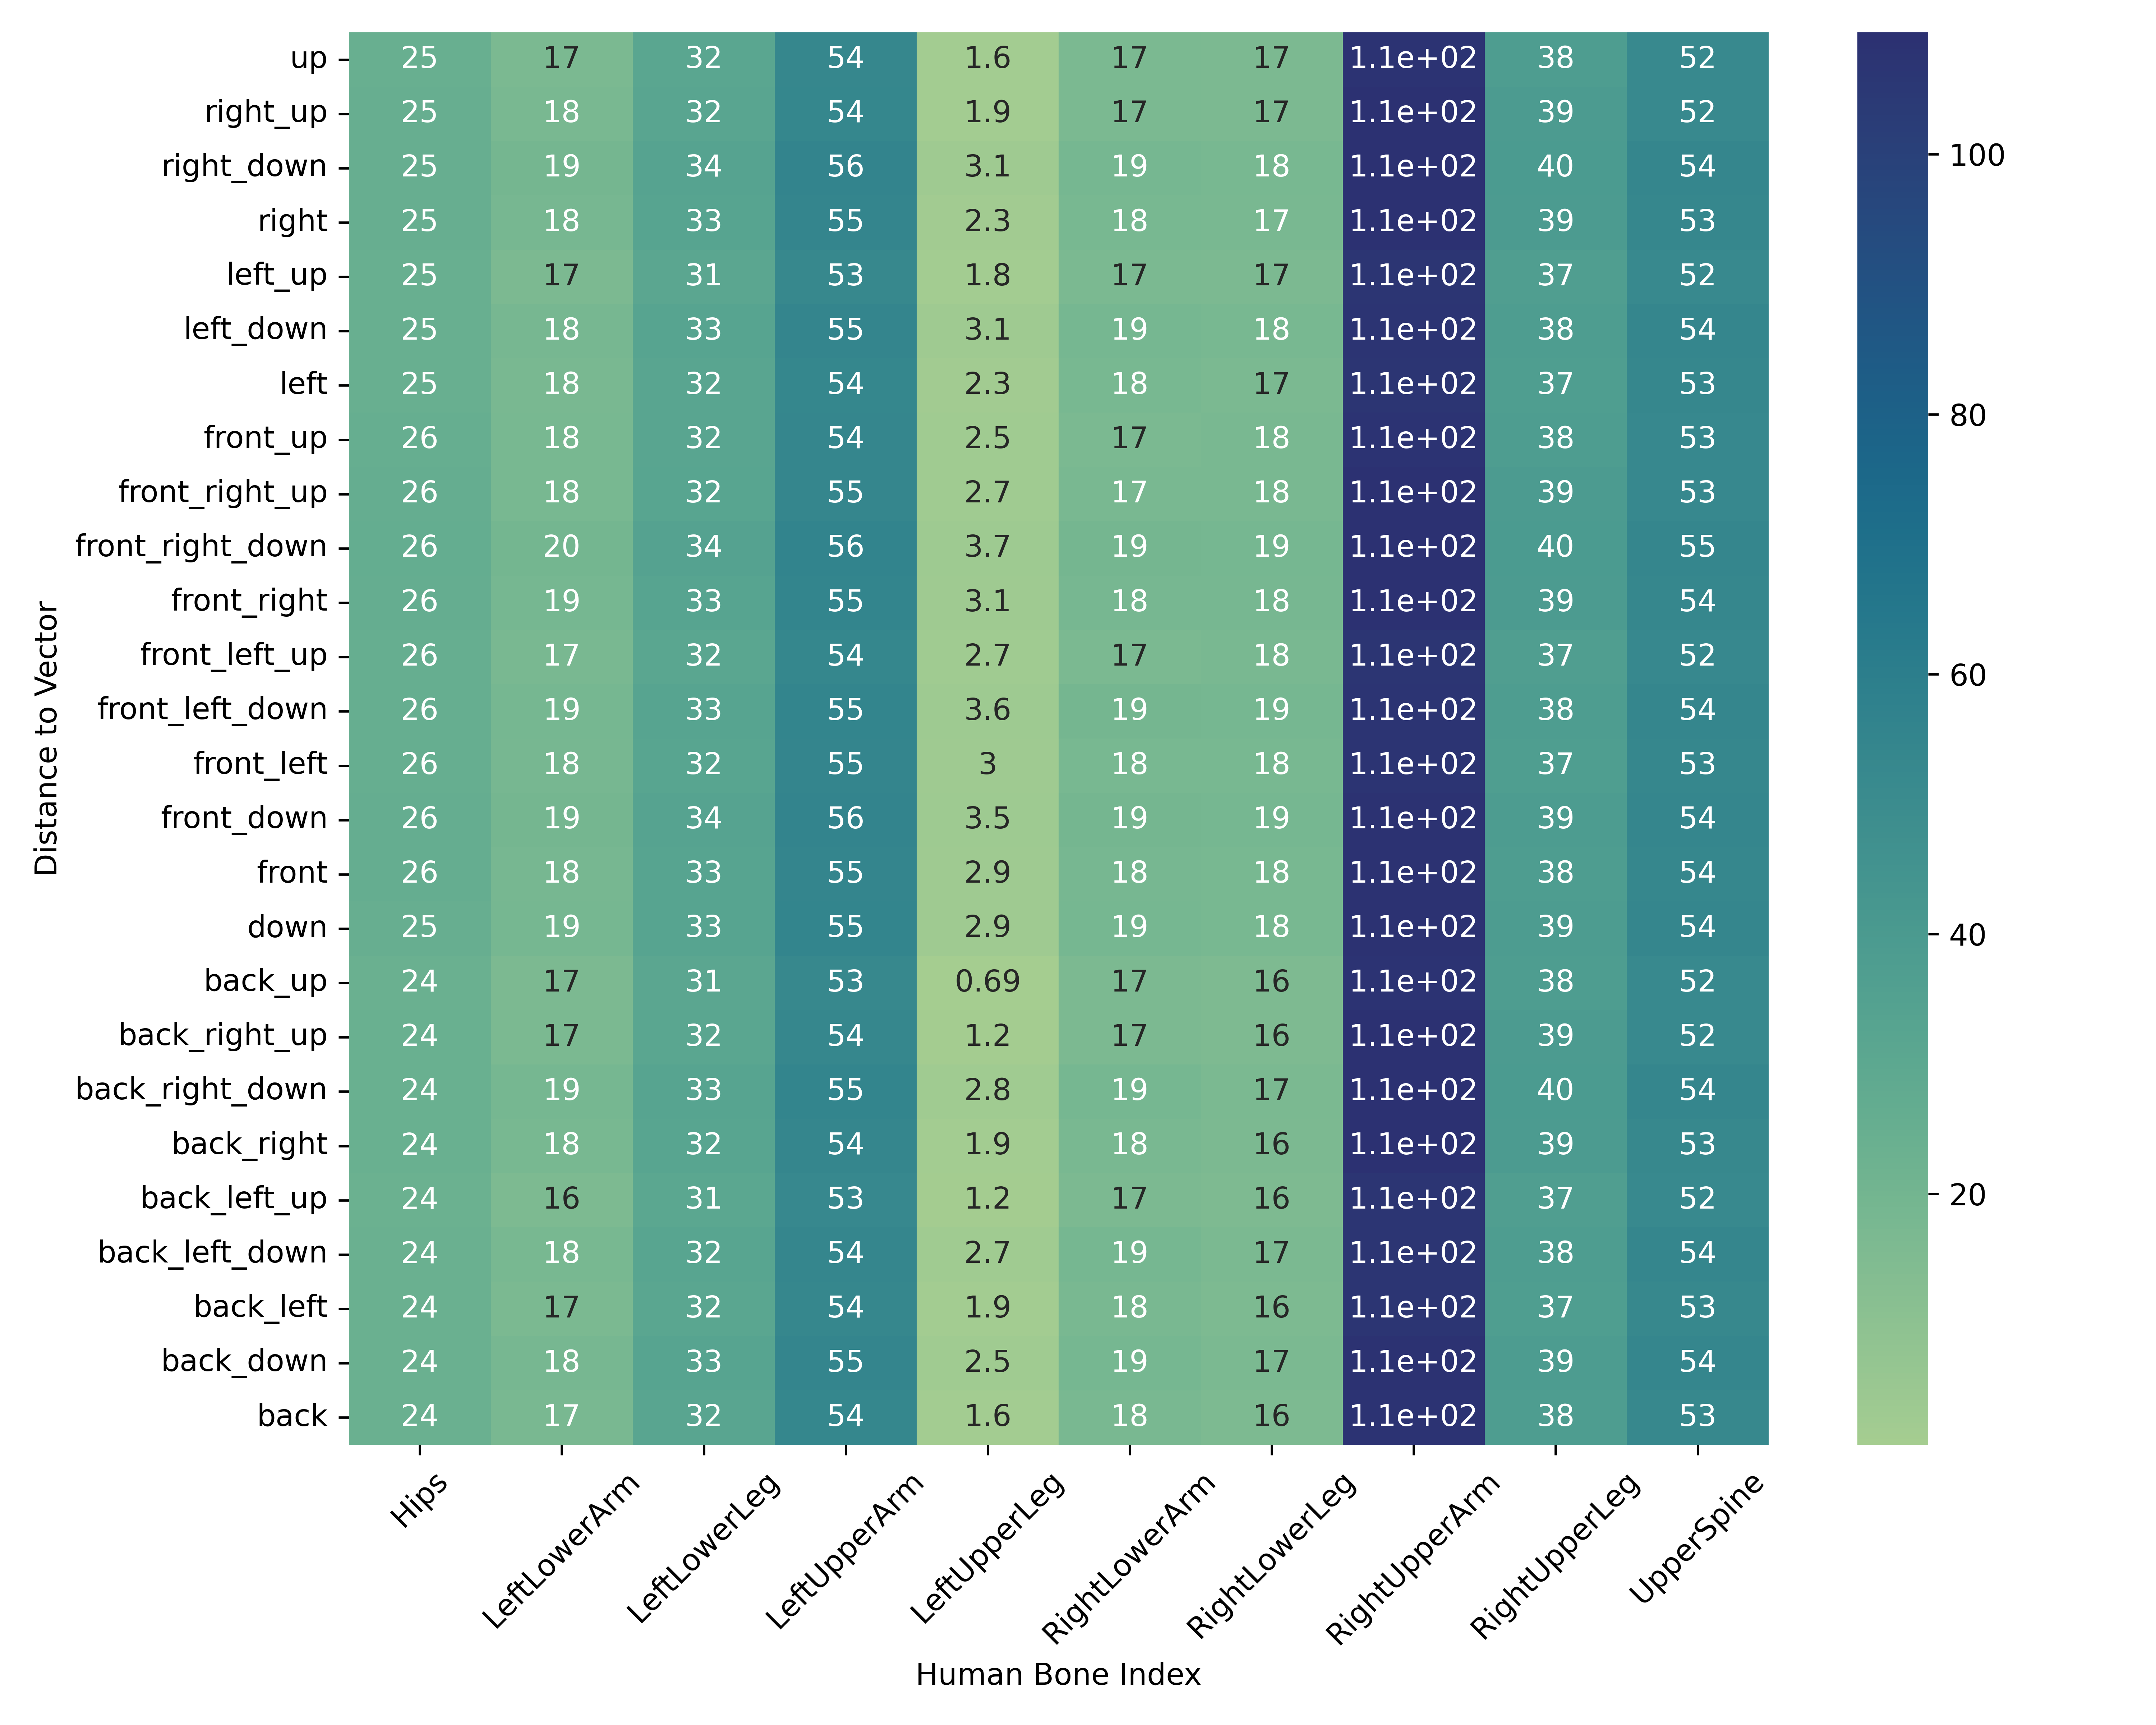 up 25 17 32 54 1.6 17 17 1.1e+02 38 52
right_up 25 18 32 54 1.9 17 17 1.1e+02 39 52
right_down 25 19 34 56 3.1 19 18 1.1e+02 40 54
right 25 18 33 55 2.3 18 17 1.1e+02 39 53
left_up 25 17 31 53 1.8 17 17 1.1e+02 37 52
left_down 25 18 33 55 3.1 19 18 1.1e+02 38 54
left 25 18 32 54 2.3 18 17 1.1e+02 37 53
front_up 26 18 32 54 2.5 17 18 1.1e+02 38 53
front_right_up 26 18 32 55 2.7 17 18 1.1e+02 39 53
front_right_down 26 20 34 56 3.7 19 19 1.1e+02 40 55
front_right 26 19 33 55 3.1 18 18 1.1e+02 39 54
front_left_up 26 17 32 54 2.7 17 18 1.1e+02 37 52
front_left_down 26 19 33 55 3.6 19 19 1.1e+02 38 54
front_left 26 18 32 55 3 18 18 1.1e+02 37 53
front_down 26 19 34 56 3.5 19 19 1.1e+02 39 54
front 26 18 33 55 2.9 18 18 1.1e+02 38 54
down 25 19 33 55 2.9 19 18 1.1e+02 39 54
back_up 24 17 31 53 0.69 17 16 1.1e+02 38 52
back_right_up 24 17 32 54 1.2 17 16 1.1e+02 39 52
back_right_down 24 19 33 55 2.8 19 17 1.1e+02 40 54
back_right 24 18 32 54 1.9 18 16 1.1e+02 39 53
back_left_up 24 16 31 53 1.2 17 16 1.1e+02 37 52
back_left_down 24 18 32 54 2.7 19 17 1.1e+02 38 54
back_left 24 17 32 54 1.9 18 16 1.1e+02 37 53
back_down 24 18 33 55 2.5 19 17 1.1e+02 39 54
back 24 17 32 54 1.6 18 16 1.1e+02 38 53
Distance to Vector
Hips LeftLowerArm LeftLowerLeg LeftUpperArm LeftUpperLeg RightLowerArm RightLowerLeg RightUpperArm RightUpperLeg UpperSpine
Human Bone Index
100
80
60
40
20